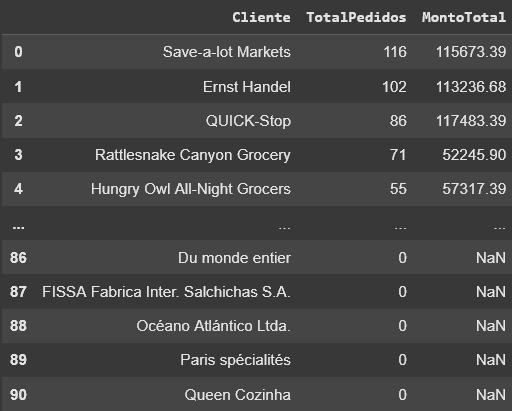 Cliente TotalPedidos MontoTotal
0 Save-a-lot Markets 116 115673.39
1 Ernst Handel 102 113236.68
2 QUICK-Stop 86 117483.39
3 Rattlesnake Canyon Grocery 71 52245.90
4 Hungry Owl All-Night Grocers 55 57317.39
... ... ... ...
86 Du monde entier 0 NaN
87 FISSA Fabrica Inter. Salchichas S.A. 0 NaN
88 Océano Atlántico Ltda. 0 NaN
89 Paris spécialités 0 NaN
90 Queen Cozinha 0 NaN